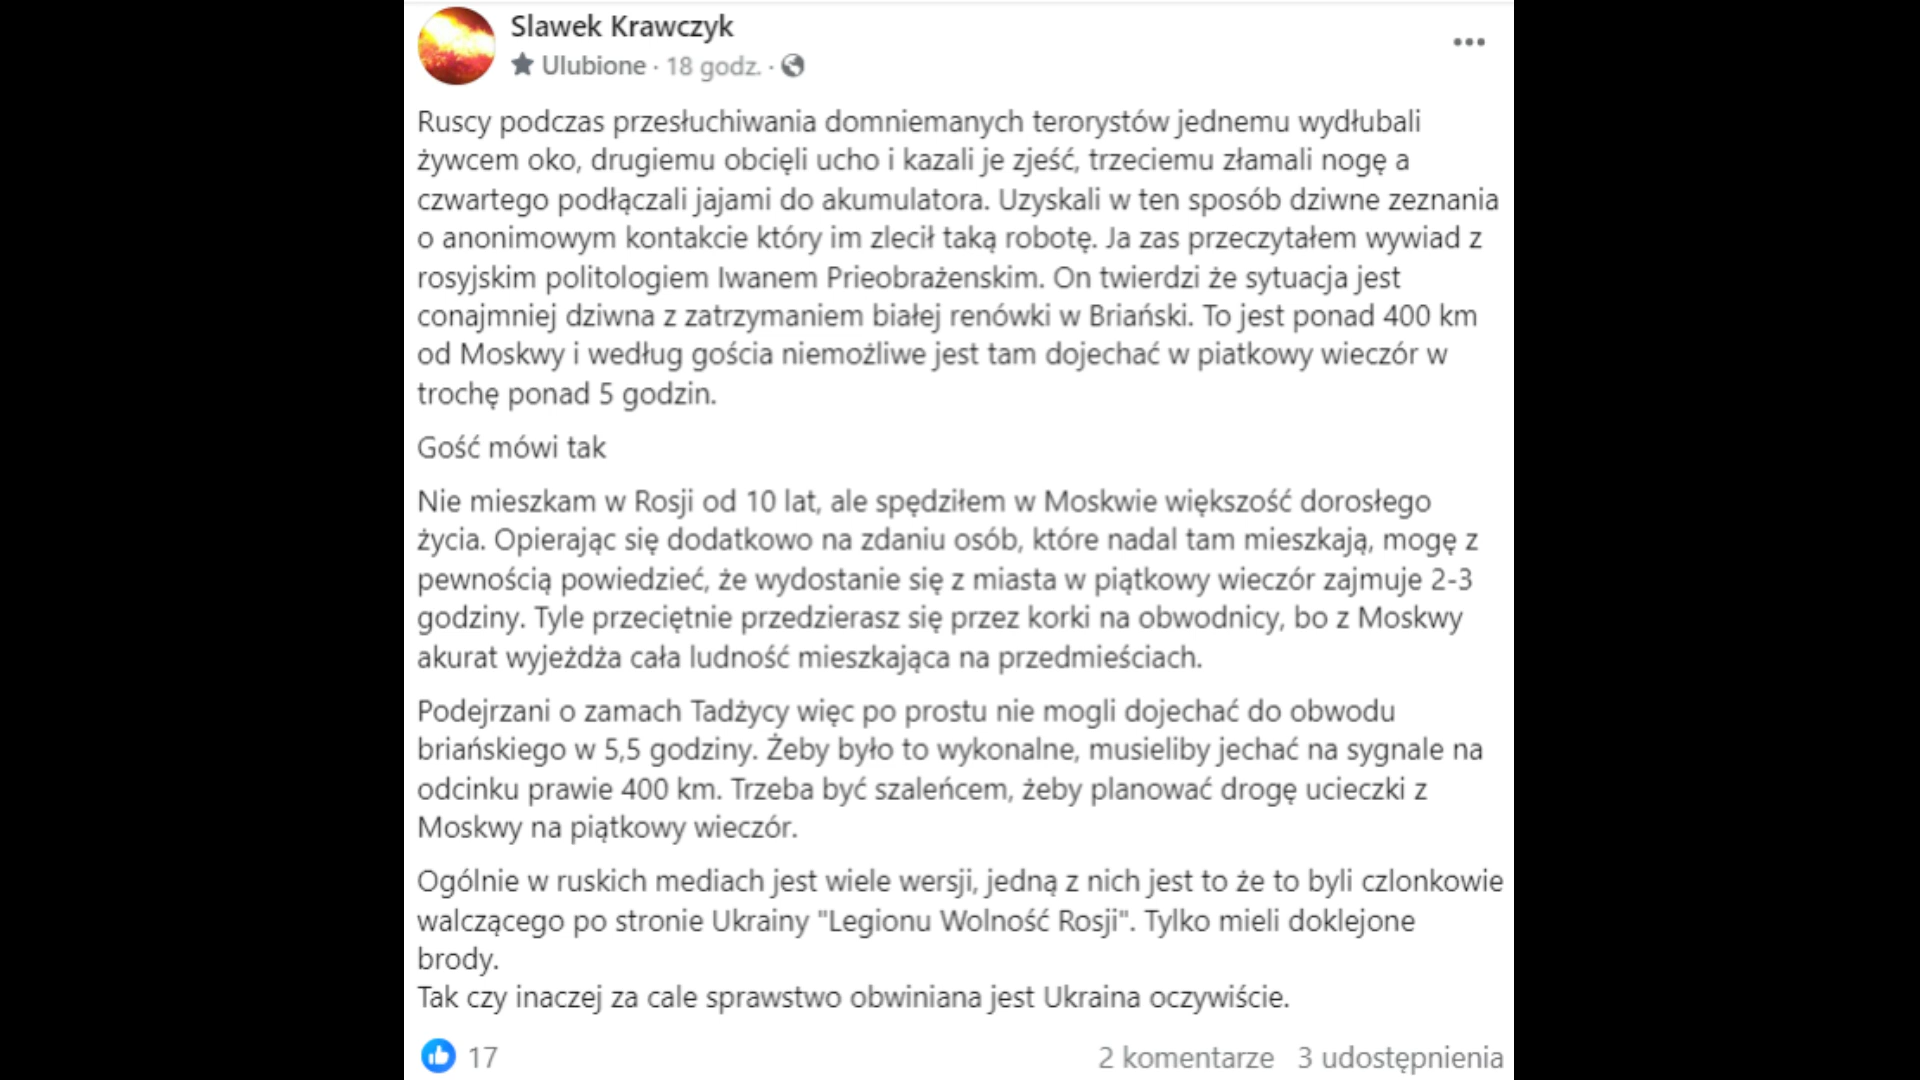 Slawek Krawczyk
Ulubione · 18 godz. ·
Ruscy podczas przesłuchiwania domniemanych terorystów jednemu wydłubali
żywcem oko, drugiemu obcięli ucho i kazali je zjeść, trzeciemu złamali nogę a
czwartego podłączali jajami do akumulatora. Uzyskali w ten sposób dziwne zeznania
o anonimowym kontakcie który im zlecił taką robotę. Ja zas przeczytałem wywiad z
rosyjskim politologiem Iwanem Prieobrażenskim. On twierdzi że sytuacja jest
conajmniej dziwna z zatrzymaniem białej renówki w Briański. To jest ponad 400 km
od Moskwy i według gościa niemożliwe jest tam dojechać w piatkowy wieczór w
trochę ponad 5 godzin.
Gość mówi tak
Nie mieszkam w Rosji od 10 lat, ale spędziłem w Moskwie większość dorosłego
życia. Opierając się dodatkowo na zdaniu osób, które nadal tam mieszkają, mogę z
pewnością powiedzieć, że wydostanie się z miasta w piątkowy wieczór zajmuje 2-3
godziny. Tyle przeciętnie przedzierasz się przez korki na obwodnicy, bo z Moskwy
akurat wyjeżdża cała ludność mieszkająca na przedmieściach.
Podejrzani o zamach Tadżycy więc po prostu nie mogli dojechać do obwodu
briańskiego w 5,5 godziny. Żeby było to wykonalne, musieliby jechać na sygnale na
odcinku prawie 400 km. Trzeba być szaleńcem, żeby planować drogę ucieczki z
Moskwy na piątkowy wieczór.
Ogólnie w ruskich mediach jest wiele wersji, jedną z nich jest to że to byli czlonkowie
walczącego po stronie Ukrainy "Legionu Wolność Rosji". Tylko mieli doklejone
brody.
Tak czy inaczej za cale sprawstwo obwiniana jest Ukraina oczywiście.
17
2 komentarze 3 udostępnienia